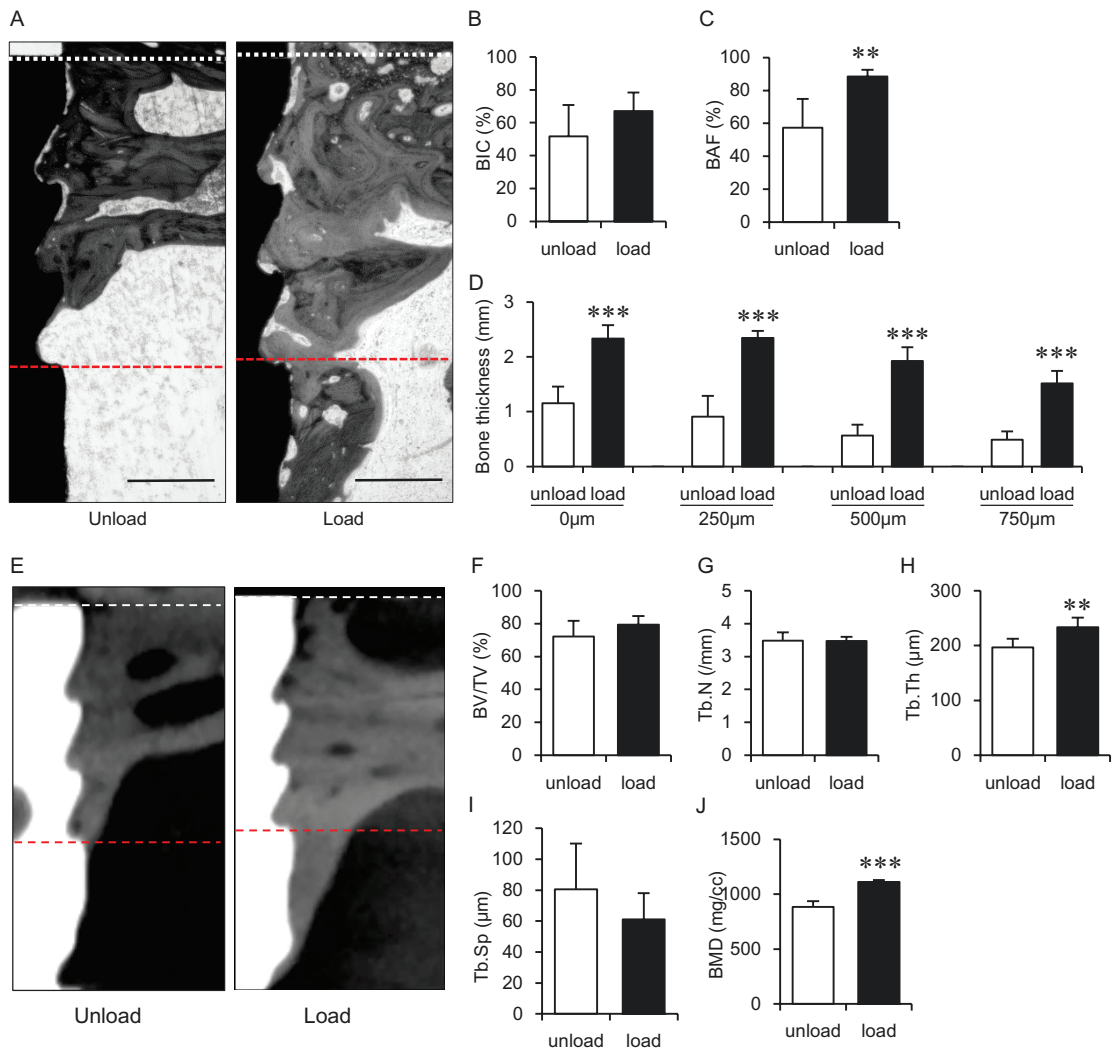 A
Unload
Load
B
BIC (%)
100
80
60
40
20
0
unload load
C
**
BAF (%)
100
80
60
40
20
0
unload load
D
Bone thickness (mm)
3
2
1
0
*** *** *** ***
unload load unload load unload load unload load
0μm 250μm 500μm 750μm
E
Unload
Load
F
BV/TV (%)
100
80
60
40
20
0
unload load
G
Tb.N (/mm)
5
4
3
2
1
0
unload load
H
**
Tb.Th (μm)
300
200
100
0
unload load
I
Tb.Sp (μm)
120
100
80
60
40
20
0
unload load
J
***
BMD (mg/cc)
1500
1000
500
0
unload load